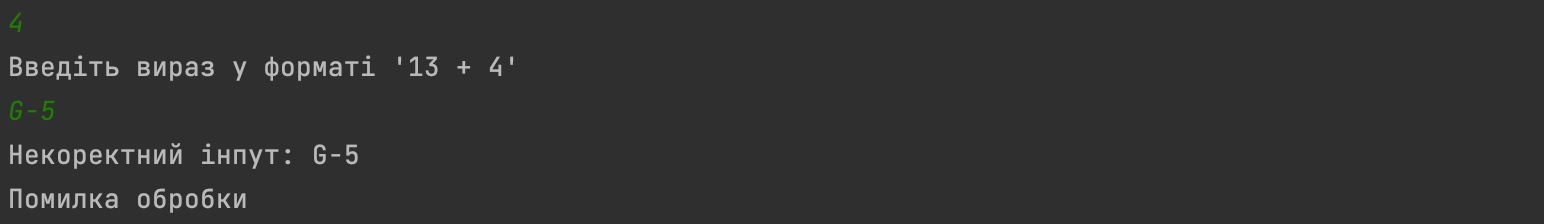 4
Введіть вираз у форматі '13 + 4'
G-5
Некоректний інпут: G-5
Помилка обробки